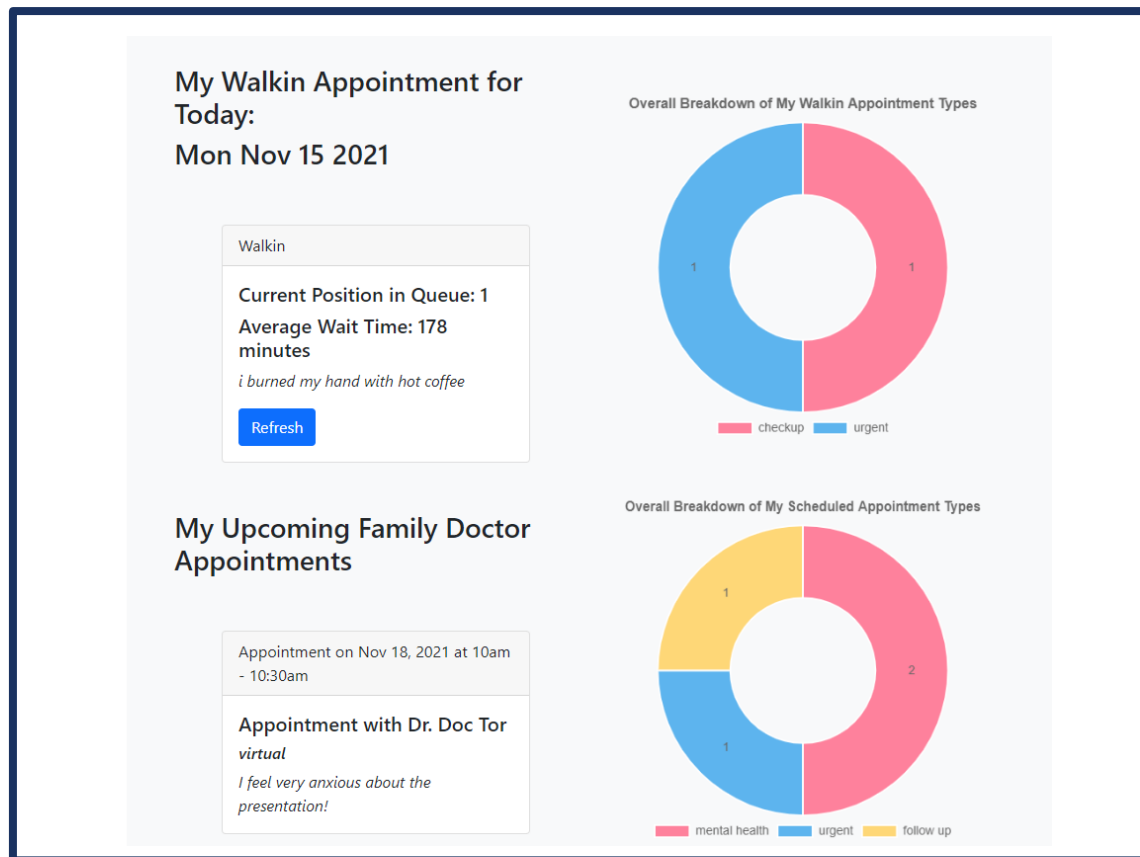 My Walkin Appointment for
Today:
Mon Nov 15 2021
Walkin
Current Position in Queue: 1
Average Wait Time: 178
minutes
i burned my hand with hot coffee
Refresh
Overall Breakdown of My Walkin Appointment Types
1
1
checkup
urgent
My Upcoming Family Doctor
Appointments
Appointment on Nov 18, 2021 at 10am
- 10:30am
Appointment with Dr. Doc Tor
virtual
I feel very anxious about the
presentation!
Overall Breakdown of My Scheduled Appointment Types
1
2
1
mental health
urgent
follow up